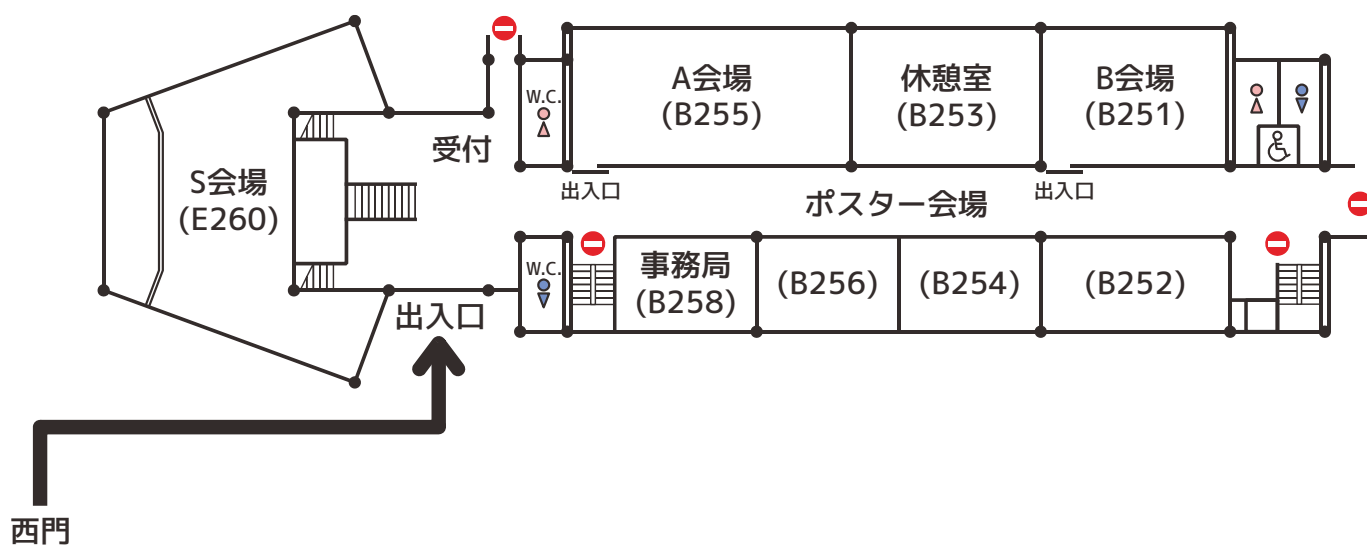 A会場
(B255)
休憩室
(B253)
B会場
(B251)
W.C.
受付
S会場
(E260)
出入口
出入口
ポスター会場
W.C.
事務局
(B258)
(B256)
(B254)
(B252)
出入口
西門